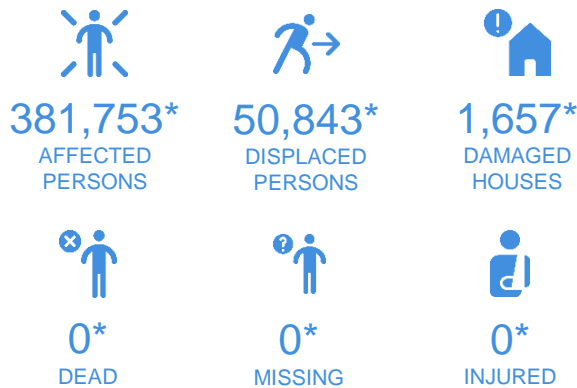 381,753* 50,843* 1,657*
AFFECTED DISPLACED DAMAGED
PERSONS PERSONS HOUSES
0* 0* 0*
DEAD MISSING INJURED